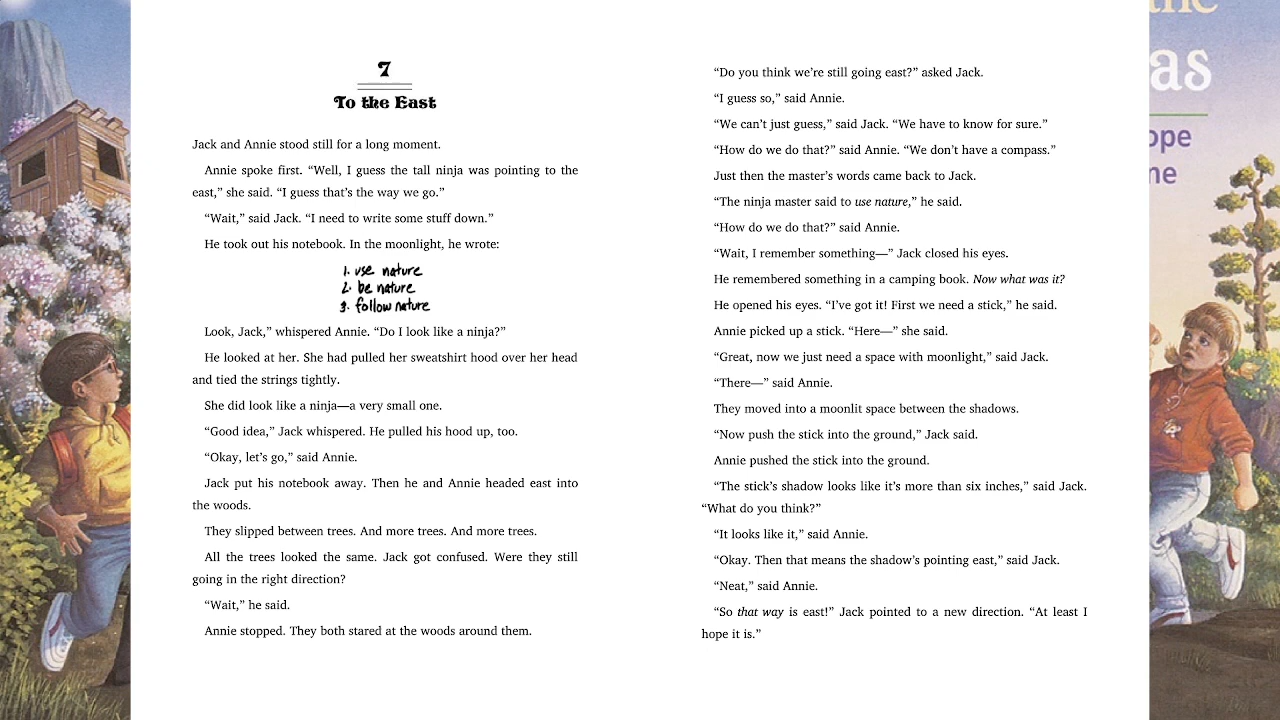 7
To the East
Jack and Annie stood still for a long moment.
Annie spoke first. “Well, I guess the tall ninja was pointing to the
east,” she said. “I guess that’s the way we go.”
“Wait,” said Jack. “I need to write some stuff down.”
He took out his notebook. In the moonlight, he wrote:
1. use nature
2. be nature
3. follow nature
Look, Jack,” whispered Annie. “Do I look like a ninja?”
He looked at her. She had pulled her sweatshirt hood over her head
and tied the strings tightly.
She did look like a ninja—a very small one.
“Good idea,” Jack whispered. He pulled his hood up, too.
“Okay, let’s go,” said Annie.
Jack put his notebook away. Then he and Annie headed east into
the woods.
They slipped between trees. And more trees. And more trees.
All the trees looked the same. Jack got confused. Were they still
going in the right direction?
“Wait,” he said.
Annie stopped. They both stared at the woods around them.
“Do you think we’re still going east?” asked Jack.
“I guess so,” said Annie.
“We can’t just guess,” said Jack. “We have to know for sure.”
“How do we do that?” said Annie. “We don’t have a compass.”
Just then the master’s words came back to Jack.
“The ninja master said to use nature,” he said.
“How do we do that?” said Annie.
“Wait, I remember something—” Jack closed his eyes.
He remembered something in a camping book. Now what was it?
He opened his eyes. “I’ve got it! First we need a stick,” he said.
Annie picked up a stick. “Here—” she said.
“Great, now we just need a space with moonlight,” said Jack.
“There—” said Annie.
They moved into a moonlit space between the shadows.
“Now push the stick into the ground,” Jack said.
Annie pushed the stick into the ground.
“The stick’s shadow looks like it’s more than six inches,” said Jack.
“What do you think?”
“It looks like it,” said Annie.
“Okay. Then that means the shadow’s pointing east,” said Jack.
“Neat,” said Annie.
“So that way is east!” Jack pointed to a new direction. “At least I
hope it is.”
the
as
ope
ne